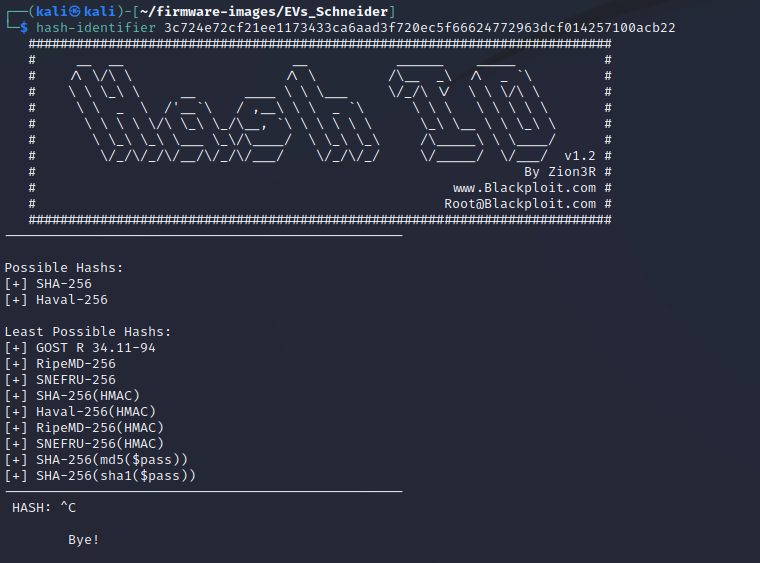 (kali㉿kali)-[~/firmware-images/EVs_Schneider]
$ hash-identifier 3c724e72cf21ee1173433ca6aad3f720ec5f66624772963dcf014257100acb22
#########################################################################
# Hash ID #
# v1.2 #
# By Zion3R #
# www.Blackploit.com #
# Root@Blackploit.com #
#########################################################################
--------------------------------------------------
Possible Hashs:
[+] SHA-256
[+] Haval-256
Least Possible Hashs:
[+] GOST R 34.11-94
[+] RipeMD-256
[+] SNEFRU-256
[+] SHA-256(HMAC)
[+] Haval-256(HMAC)
[+] RipeMD-256(HMAC)
[+] SNEFRU-256(HMAC)
[+] SHA-256(md5($pass))
[+] SHA-256(sha1($pass))
--------------------------------------------------
HASH: ^C
Bye!